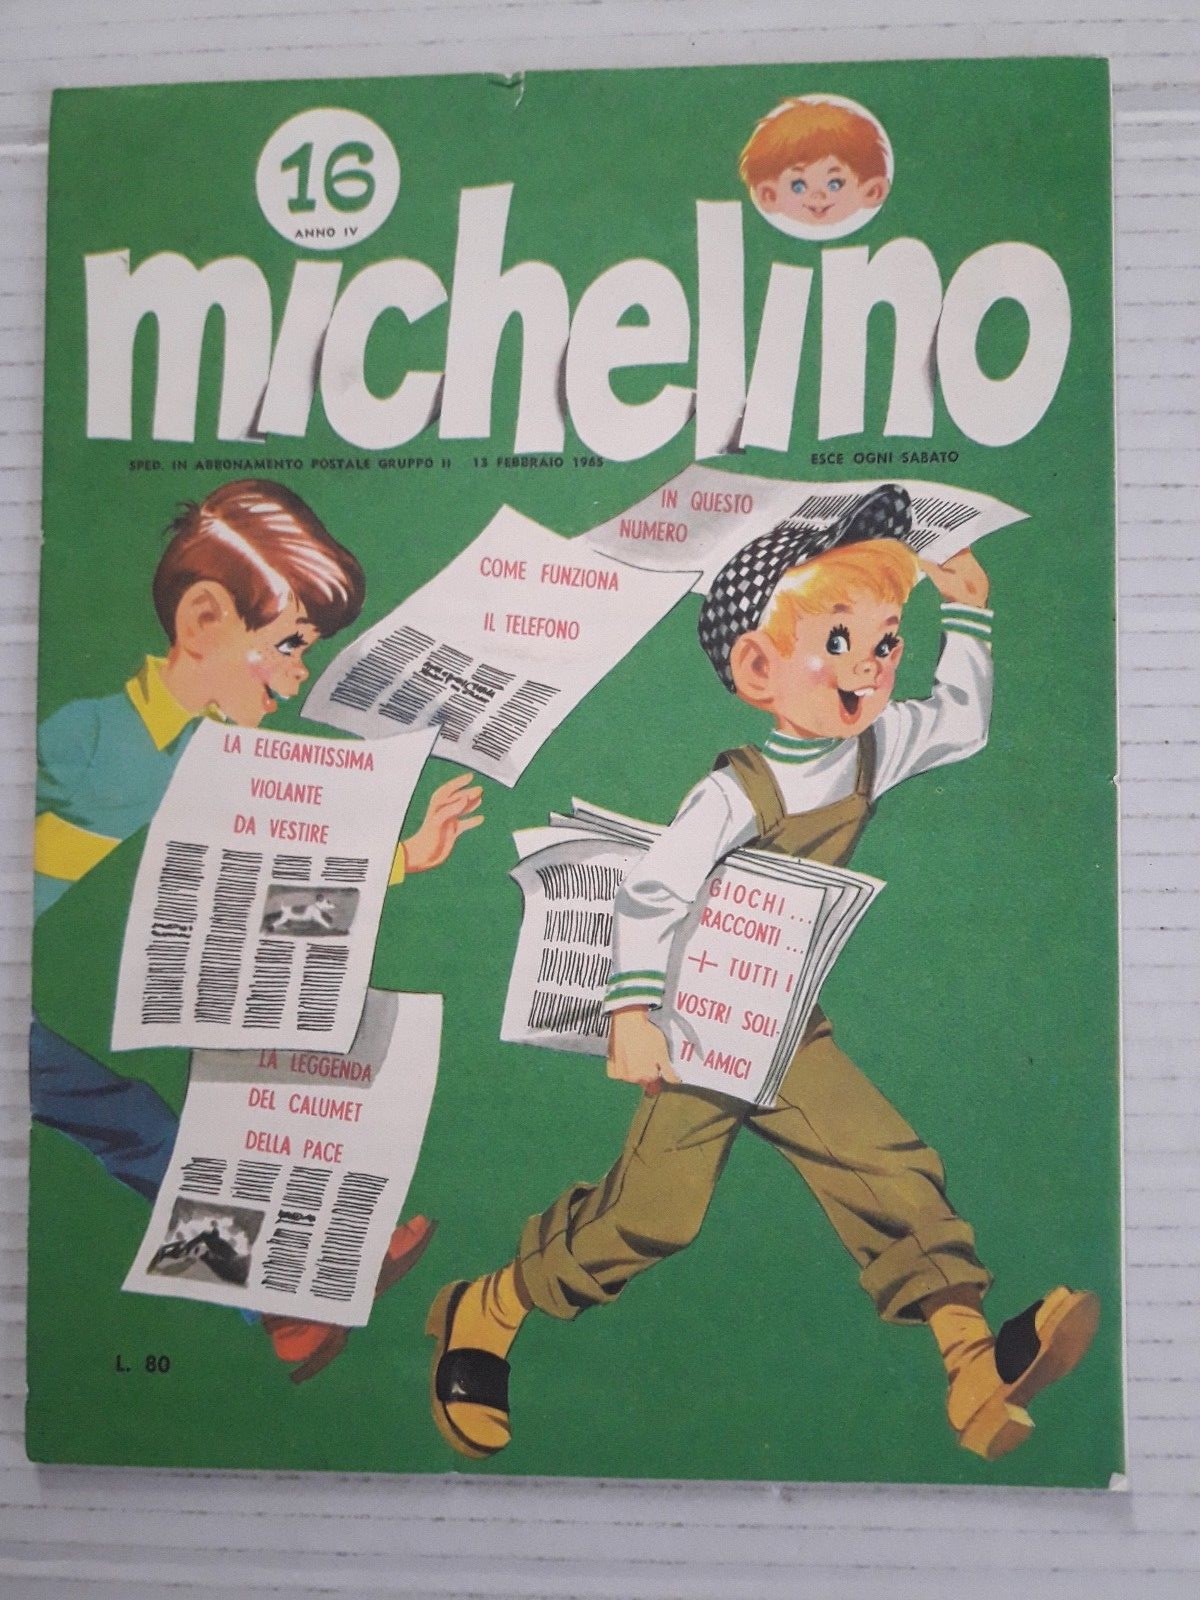 16
ANNO IV
michelino
SPED. IN ABBONAMENTO POSTALE GRUPPO II 13 FEBBRAIO 1965
ESCE OGNI SABATO
IN QUESTO
NUMERO
COME FUNZIONA
IL TELEFONO
LA ELEGANTISSIMA
VIOLANTE
DA VESTIRE
GIOCHI...
RACCONTI...
+ TUTTI I
VOSTRI SOLI-
TI AMICI
LA LEGGENDA
DEL CALUMET
DELLA PACE
L. 80